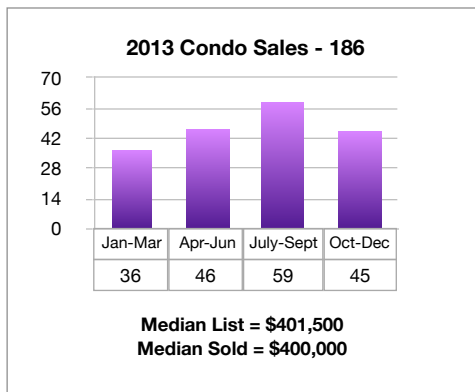 2013 Condo Sales - 186
70
56
42
28
14
0
Jan-Mar Apr-Jun July-Sept Oct-Dec
36 46 59 45
Median List = $401,500
Median Sold = $400,000